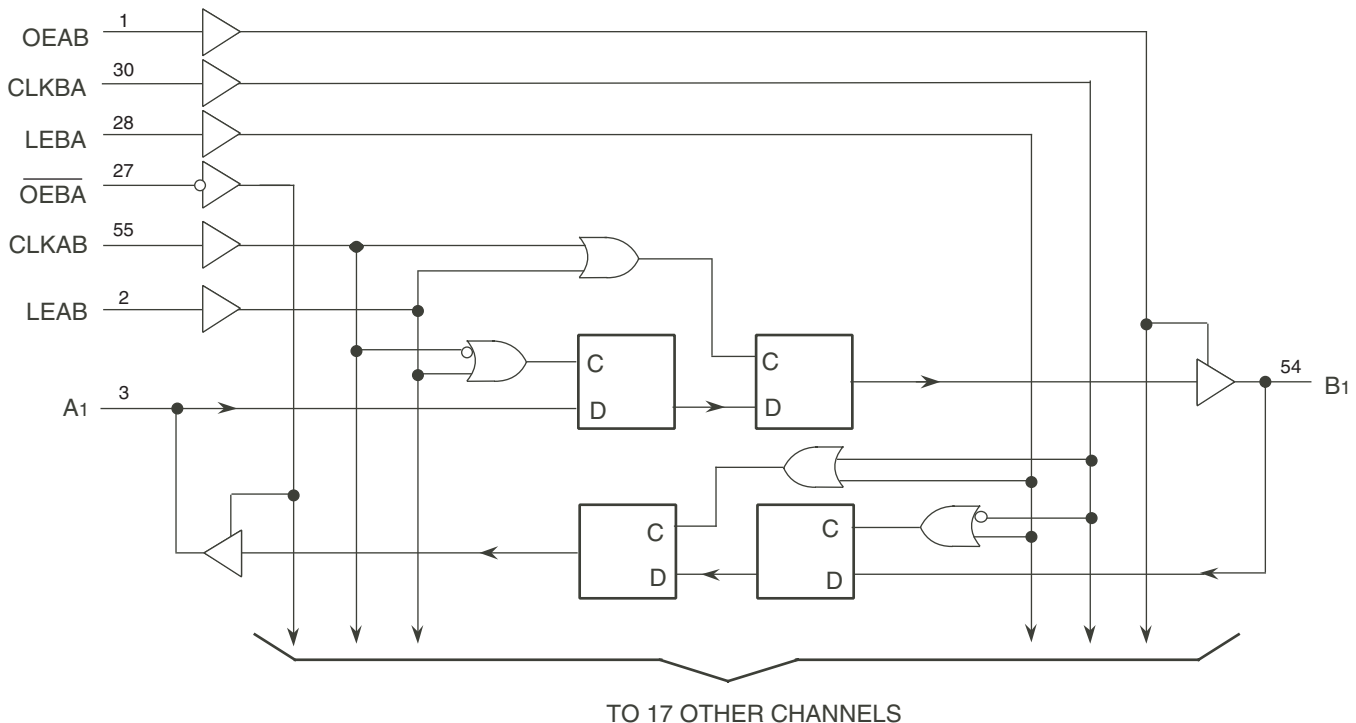 OEAB 1
CLKBA 30
LEBA 28
OEBA 27
CLKAB 55
LEAB 2
C
C
A1 3
D
D
54
B1
C
C
D
D
TO 17 OTHER CHANNELS